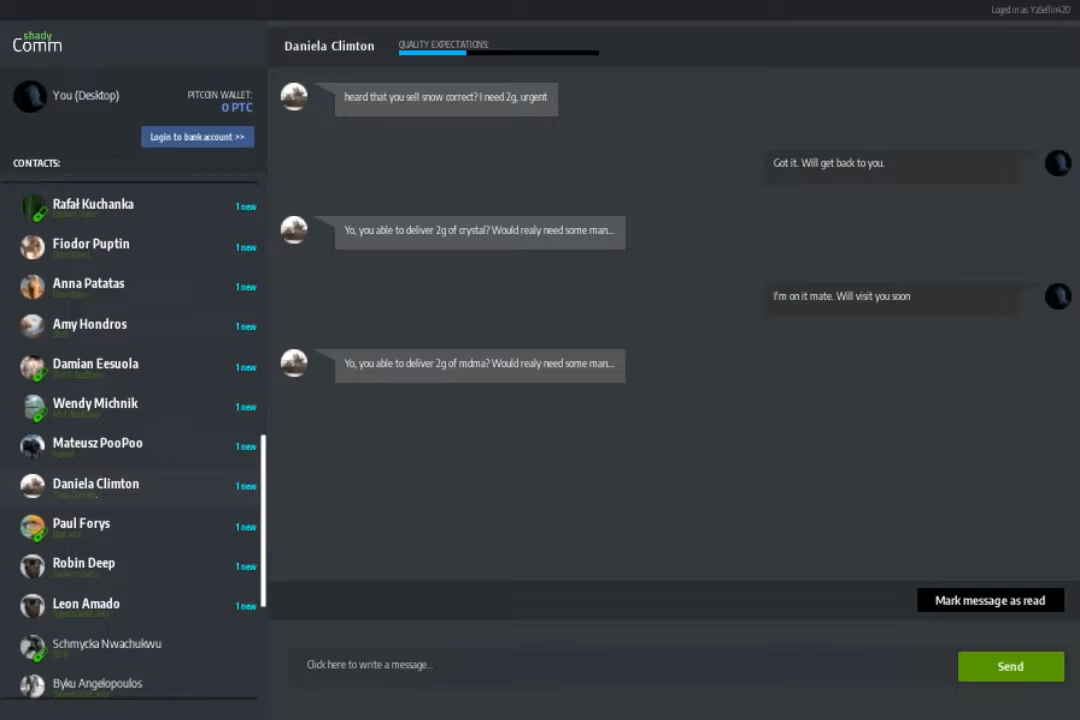 Loged in as YaSellin420
shady
Comm
Daniela Climton
QUALITY EXPECTATIONS:
You (Desktop)
PITCOIN WALLET:
0 PTC
Login to bank account >>
CONTACTS:
Rafał Kuchanka
1 new
Fiodor Puptin
1 new
Anna Patatas
1 new
Amy Hondros
1 new
Damian Eesuola
1 new
Wendy Michnik
1 new
Mateusz PooPoo
1 new
Daniela Climton
1 new
Paul Forys
1 new
Robin Deep
1 new
Leon Amado
1 new
Schmycka Nwachukwu
Byku Angelopoulos
heard that you sell snow correct? I need 2g, urgent
Got it. Will get back to you.
Yo, you able to deliver 2g of crystal? Would realy need some man...
I'm on it mate. Will visit you soon
Yo, you able to deliver 2g of mdma? Would realy need some man...
Mark message as read
Click here to write a message...
Send